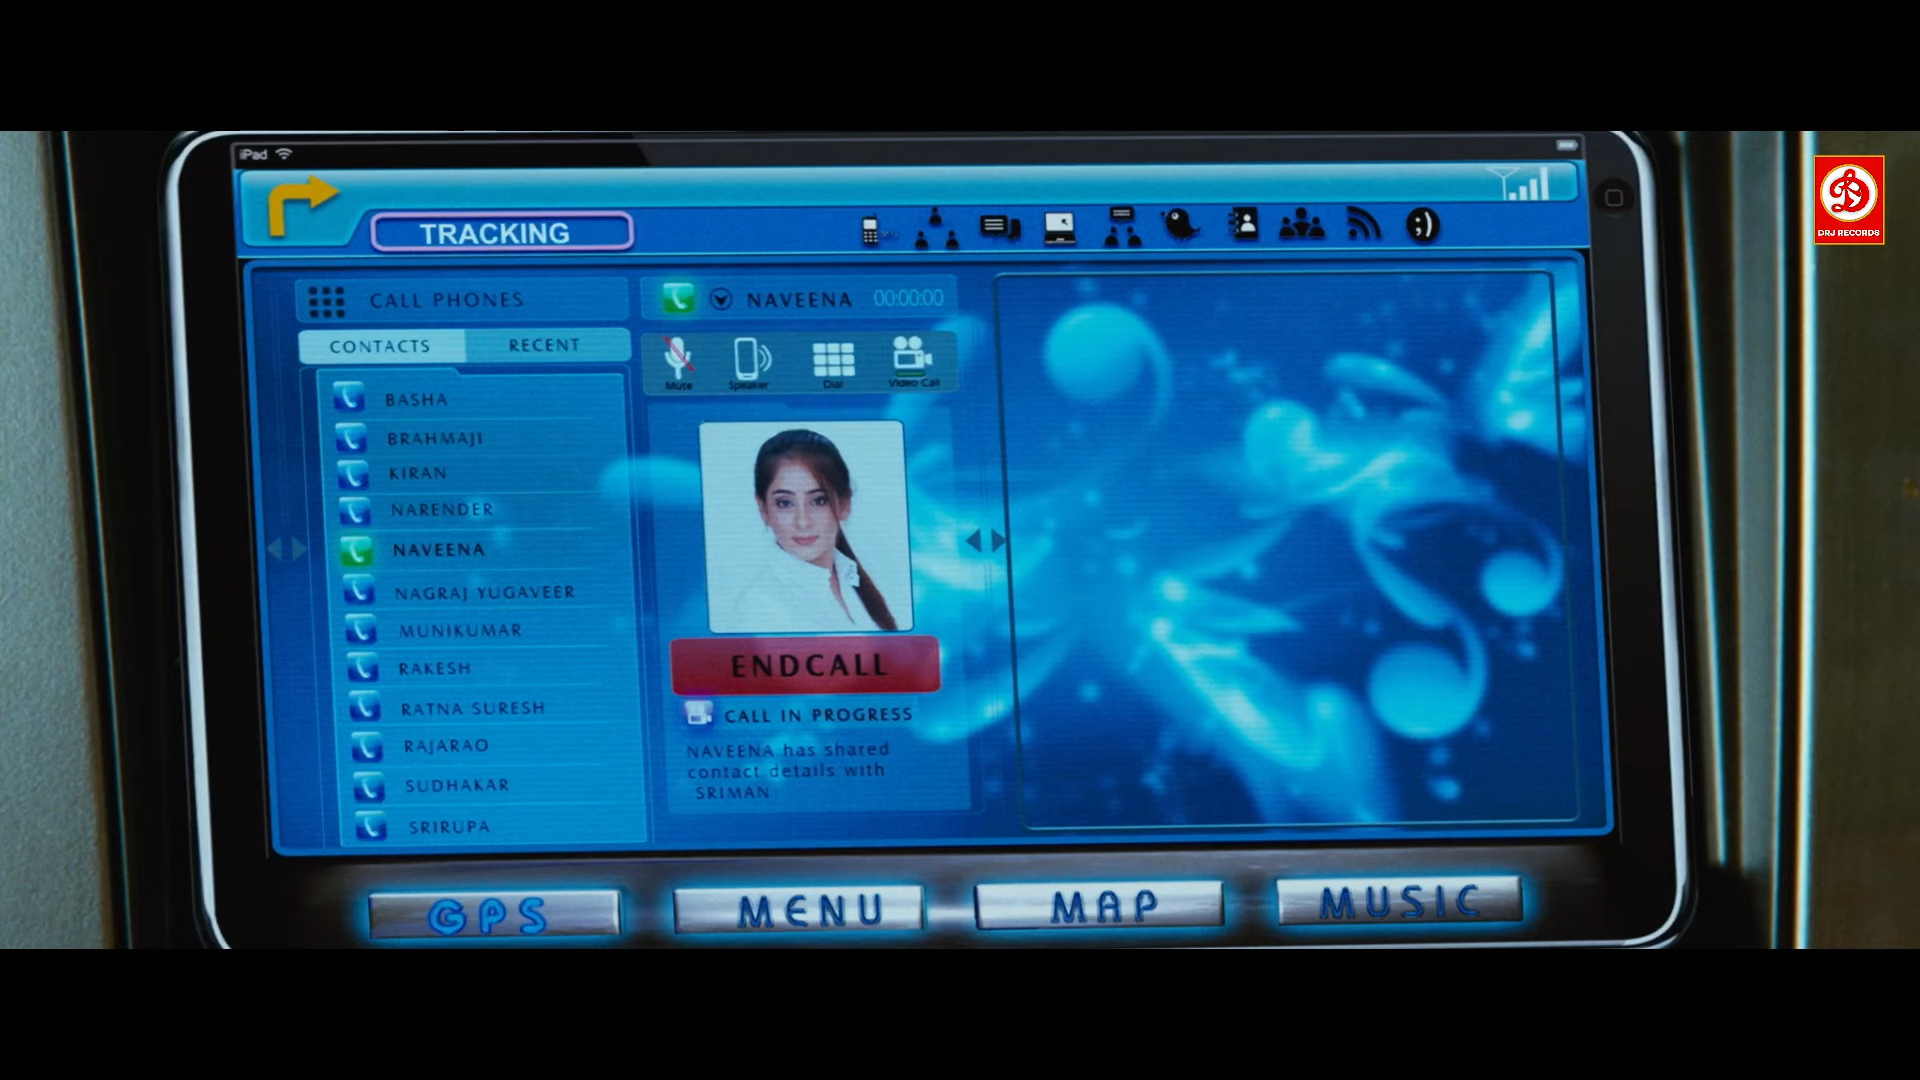 iPad
TRACKING
DRJ RECORDS
CALL PHONES
NAVEENA 00:00:00
CONTACTS RECENT
Mute Speaker Dial Video Call
BASHA
BRAHMAJI
KIRAN
NARENDER
NAVEENA
NAGRAJ YUGAVEER
MUNIKUMAR
RAKESH
RATNA SURESH
RAJARAO
SUDHAKAR
SRIRUPA
ENDCALL
CALL IN PROGRESS
NAVEENA has shared
contact details with
SRIMAN
GPS MENU MAP MUSIC